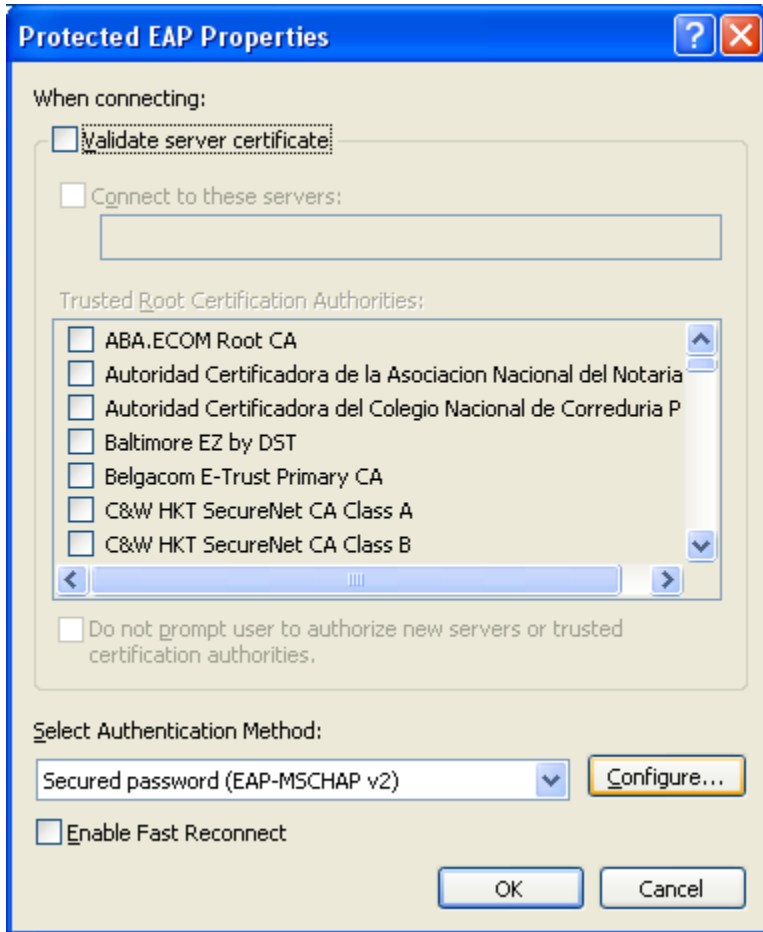 Protected EAP Properties
When connecting:
Validate server certificate
Connect to these servers:
Trusted Root Certification Authorities:
ABA.ECOM Root CA
Autoridad Certificadora de la Asociacion Nacional del Notaria
Autoridad Certificadora del Colegio Nacional de Correduria P
Baltimore EZ by DST
Belgacom E-Trust Primary CA
C&W HKT SecureNet CA Class A
C&W HKT SecureNet CA Class B
Do not prompt user to authorize new servers or trusted
certification authorities.
Select Authentication Method:
Secured password (EAP-MSCHAP v2)
Configure...
Enable Fast Reconnect
OK
Cancel